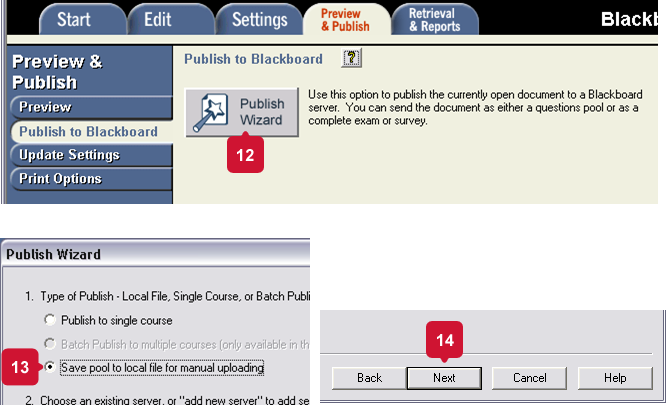 Start Edit Settings Preview & Publish Retrieval & Reports
Preview &
Publish
Preview
Publish to Blackboard
Update Settings
Print Options
Publish to Blackboard ?
Publish
Wizard
12
Use this option to publish the currently open document to a Blackboard
server. You can send the document as either a questions pool or as a
complete exam or survey.
Publish Wizard
1. Type of Publish - Local File, Single Course, or Batch
Publish to single course
Batch Publish to multiple courses (only available in
13 Save pool to local file for manual uploading
2. Choose an existing server, or "add new server" to add
14
Back Next Cancel Help